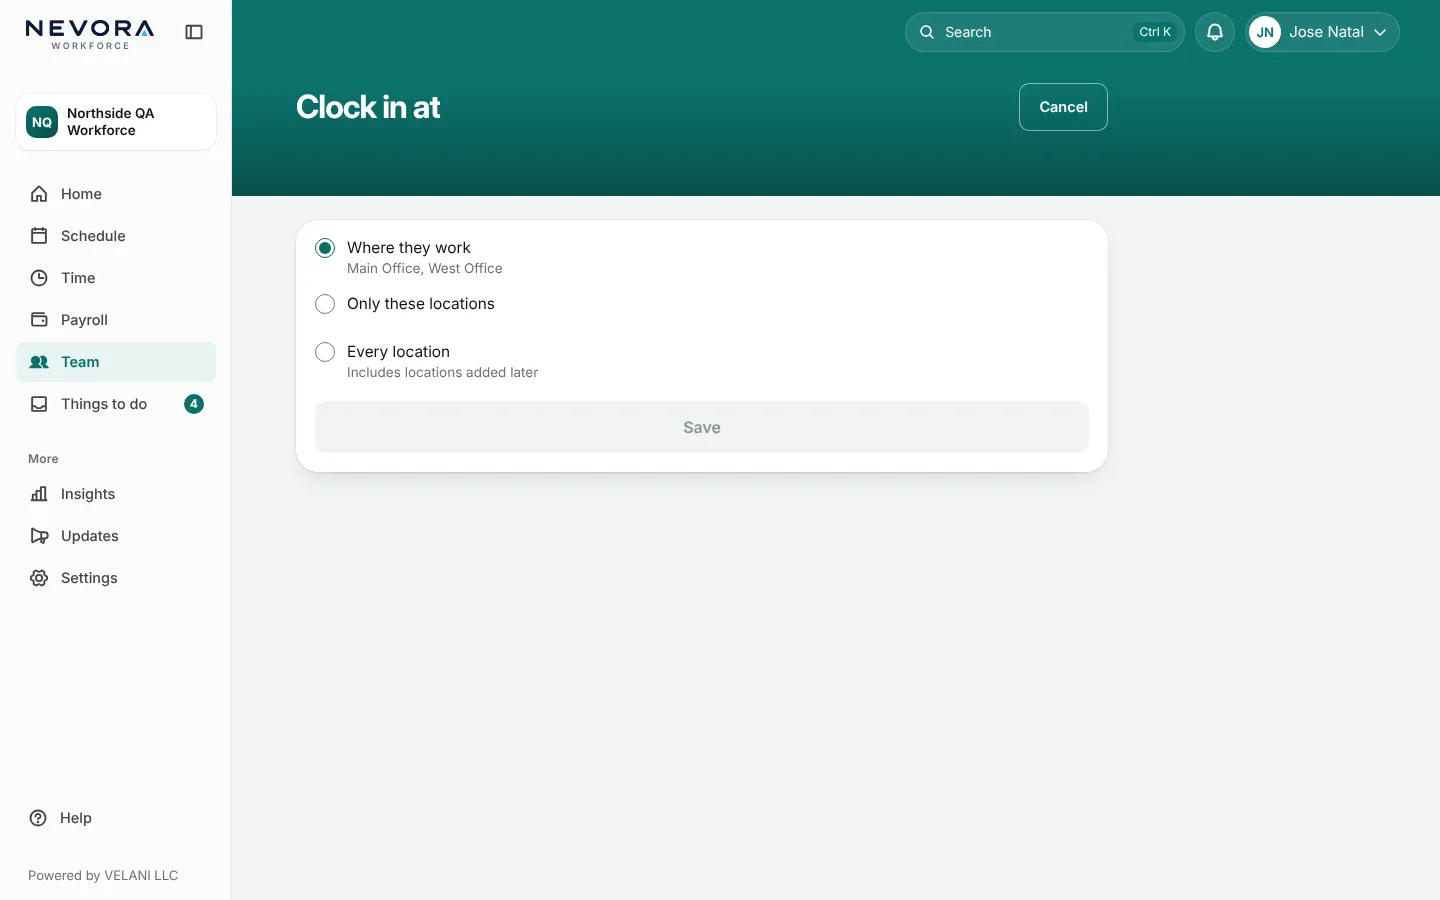 NEVORA
WORKFORCE
Search
Ctrl K
JN
Jose Natal
NQ
Northside QA
Workforce
Clock in at
Cancel
Home
Schedule
Time
Payroll
Team
Things to do
4
More
Insights
Updates
Settings
Where they work
Main Office, West Office
Only these locations
Every location
Includes locations added later
Save
Help
Powered by VELANI LLC